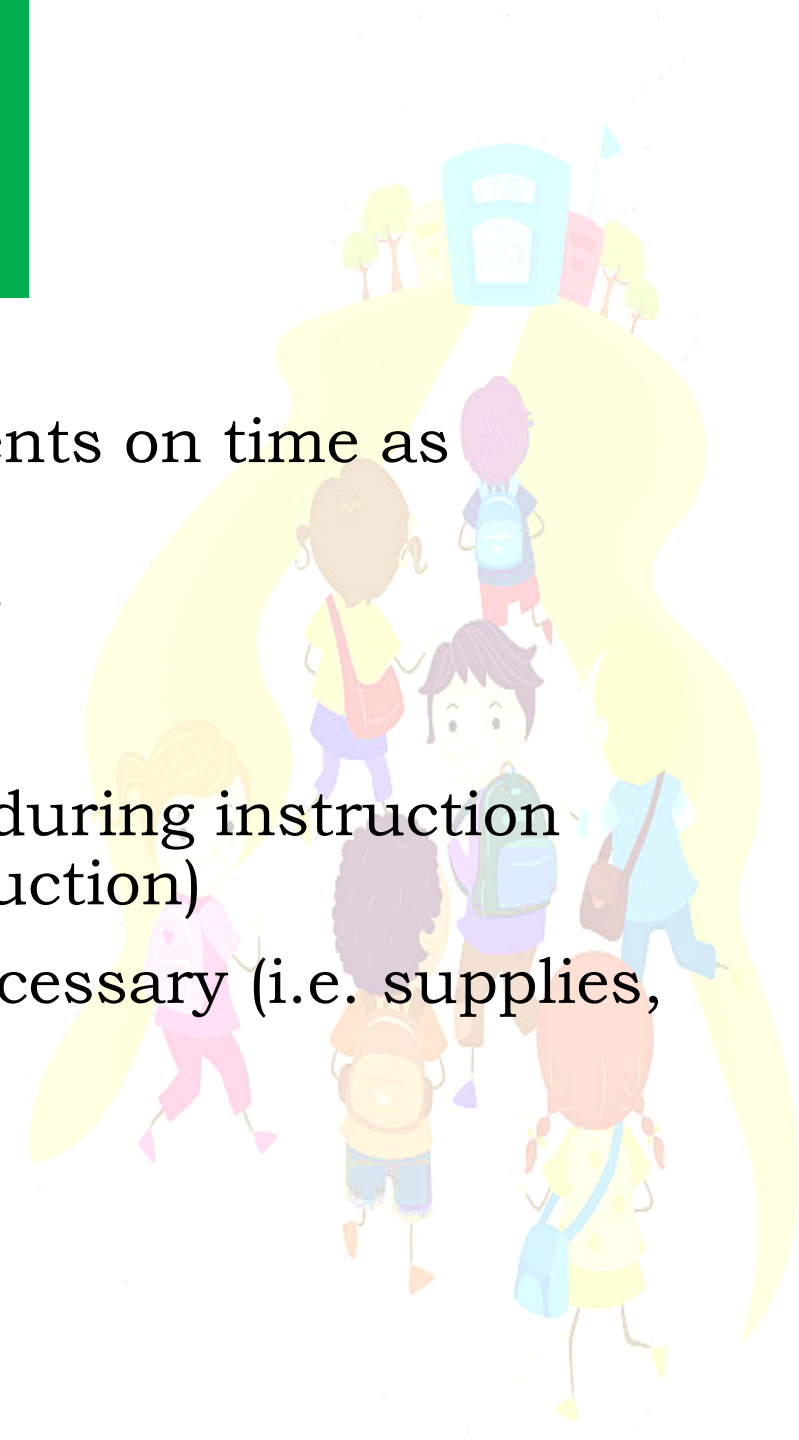 ents on time as
during instruction
uction)
cessary (i.e. supplies,